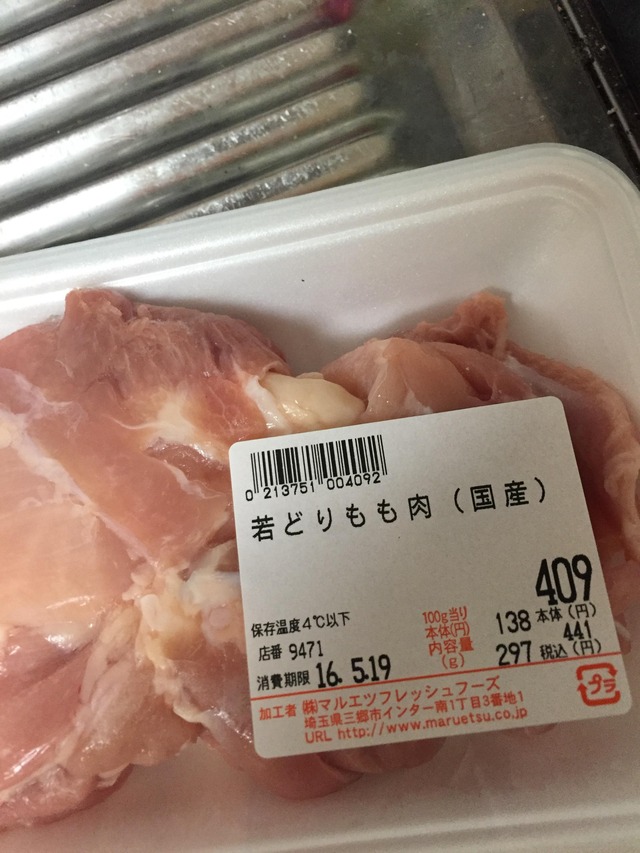 0 213751 004092
若どりもも肉（国産）
409
保存温度4℃以下
100g当り
本体(円)
138
本体(円)
店番 9471
内容量
(g)
297
441
税込(円)
消費期限 16. 5.19
プラ
加工者 ㈱マルエツフレッシュフーズ
埼玉県三郷市インター南1丁目3番地1
URL http://www.maruetsu.co.jp